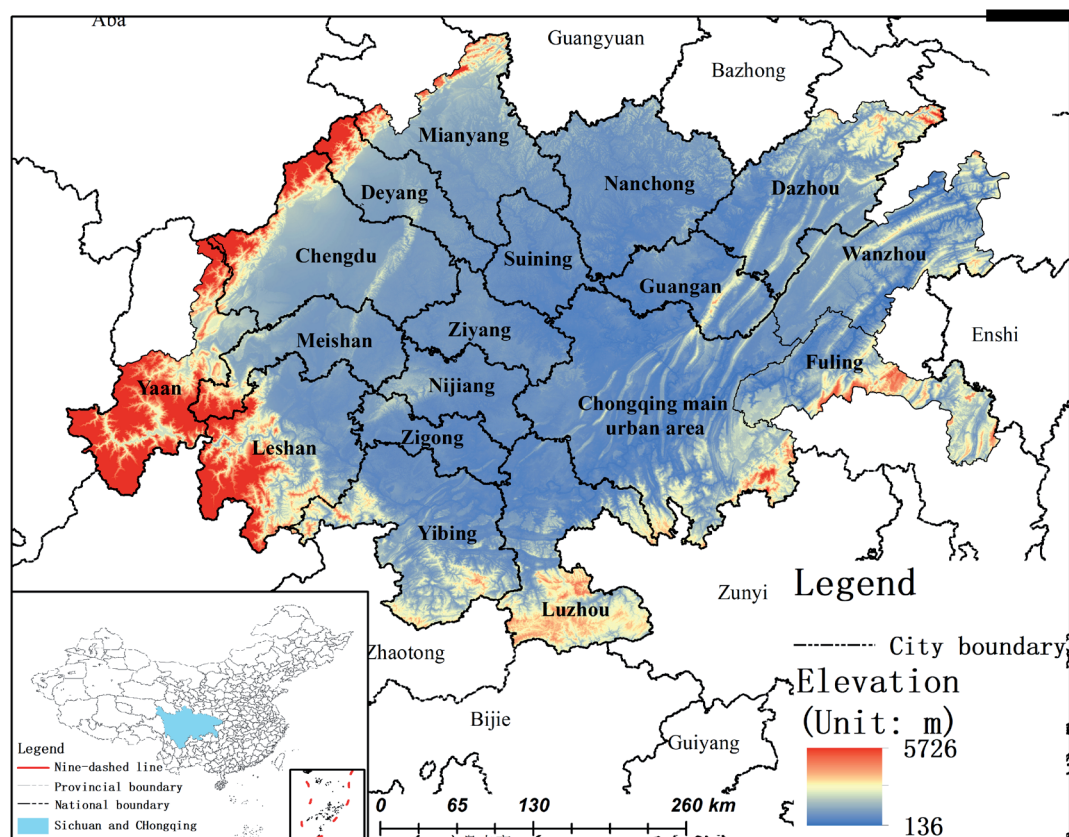 Aba
Guangyuan
Bazhong
Mianyang
Nanchong
Dazhou
Deyang
Chengdu
Suining
Wanzhou
Guangan
Ziyang
Meishan
Enshi
Fuling
Yaan
Nijiang
Chongqing main
urban area
Zigong
Leshan
Yibing
Luzhou
Zunyi
Zhaotong
Bijie
Guiyang
Legend
City boundary
Elevation
(Unit: m)
5726
136
Legend
Nine-dashed line
Provincial boundary
National boundary
Sichuan and CHongqing
0 65 130 260 km